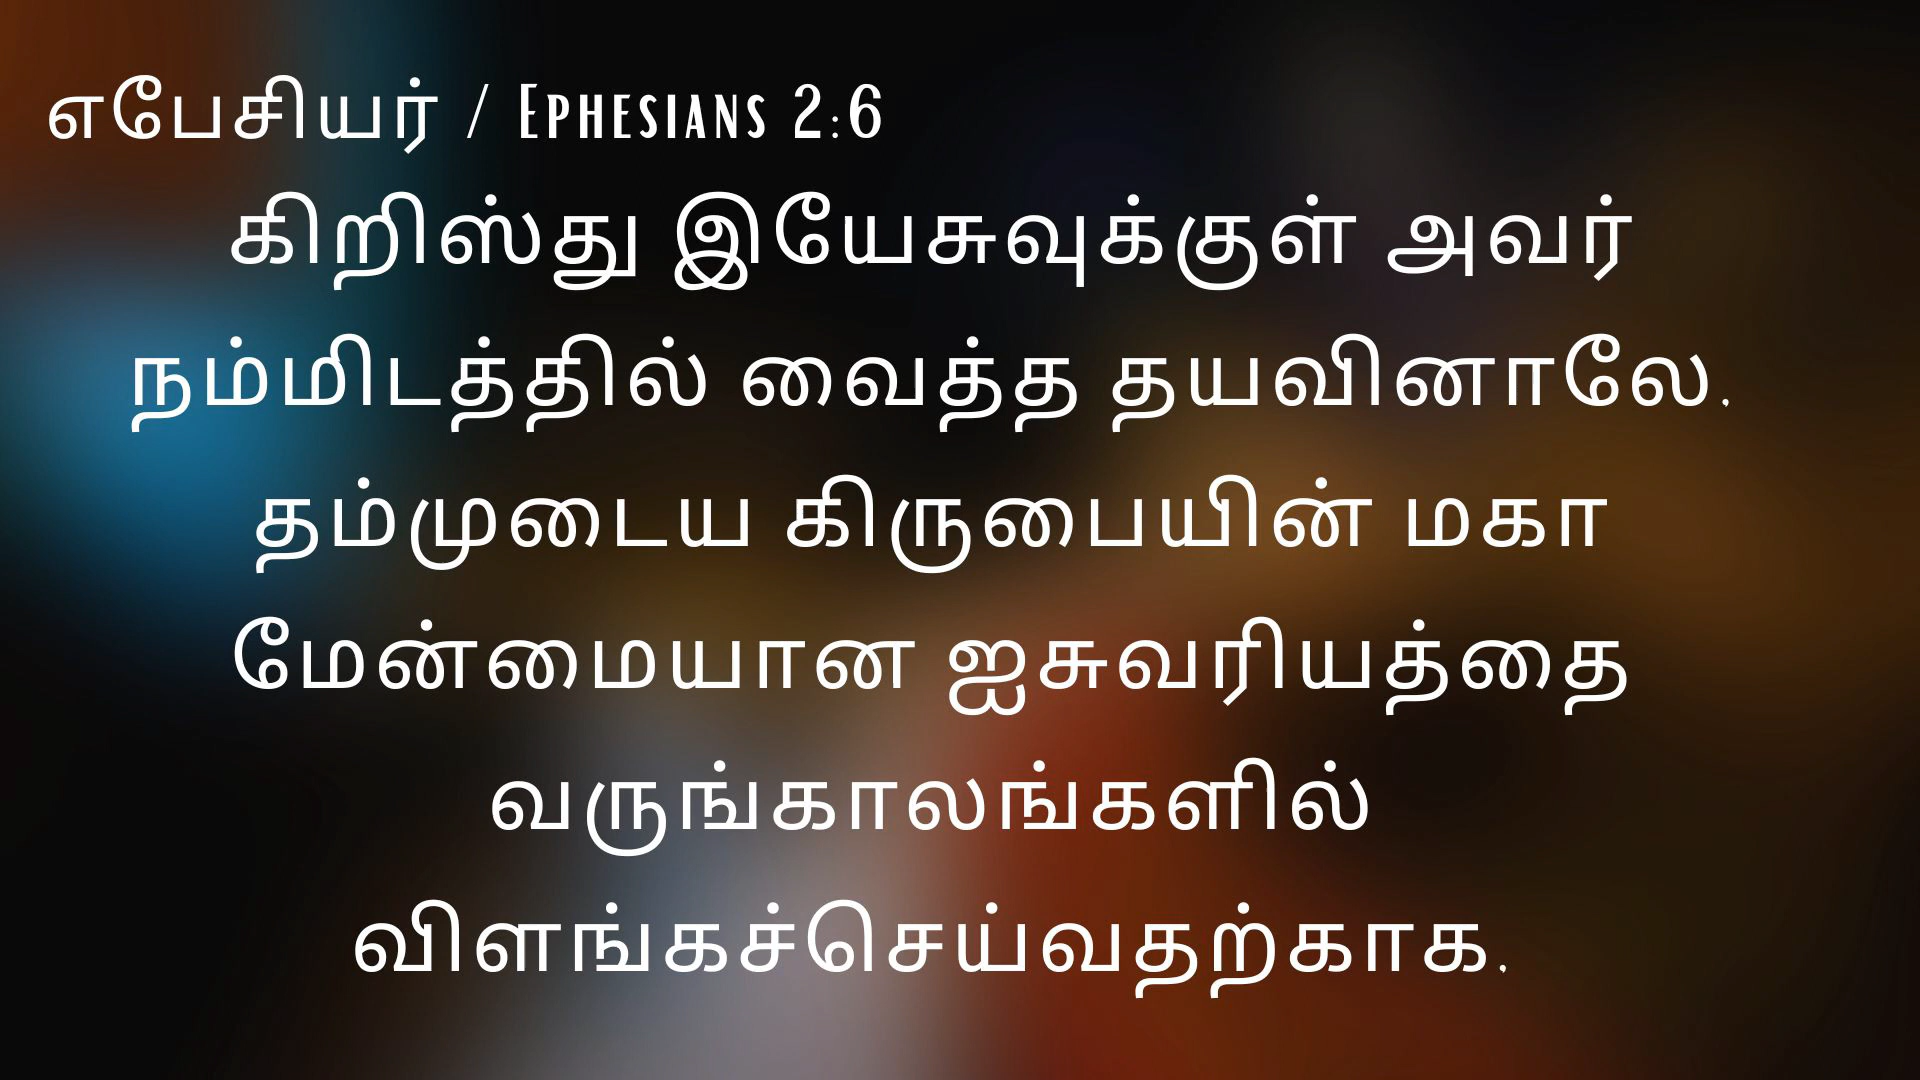 எபேசியர் / Ephesians 2:6
கிறிஸ்து இயேசுவுக்குள் அவர்
நம்மிடத்தில் வைத்த தயவினாலே,
தம்முடைய கிருபையின் மகா
மேன்மையான ஐசுவரியத்தை
வருங்காலங்களில்
விளங்கச்செய்வதற்காக,